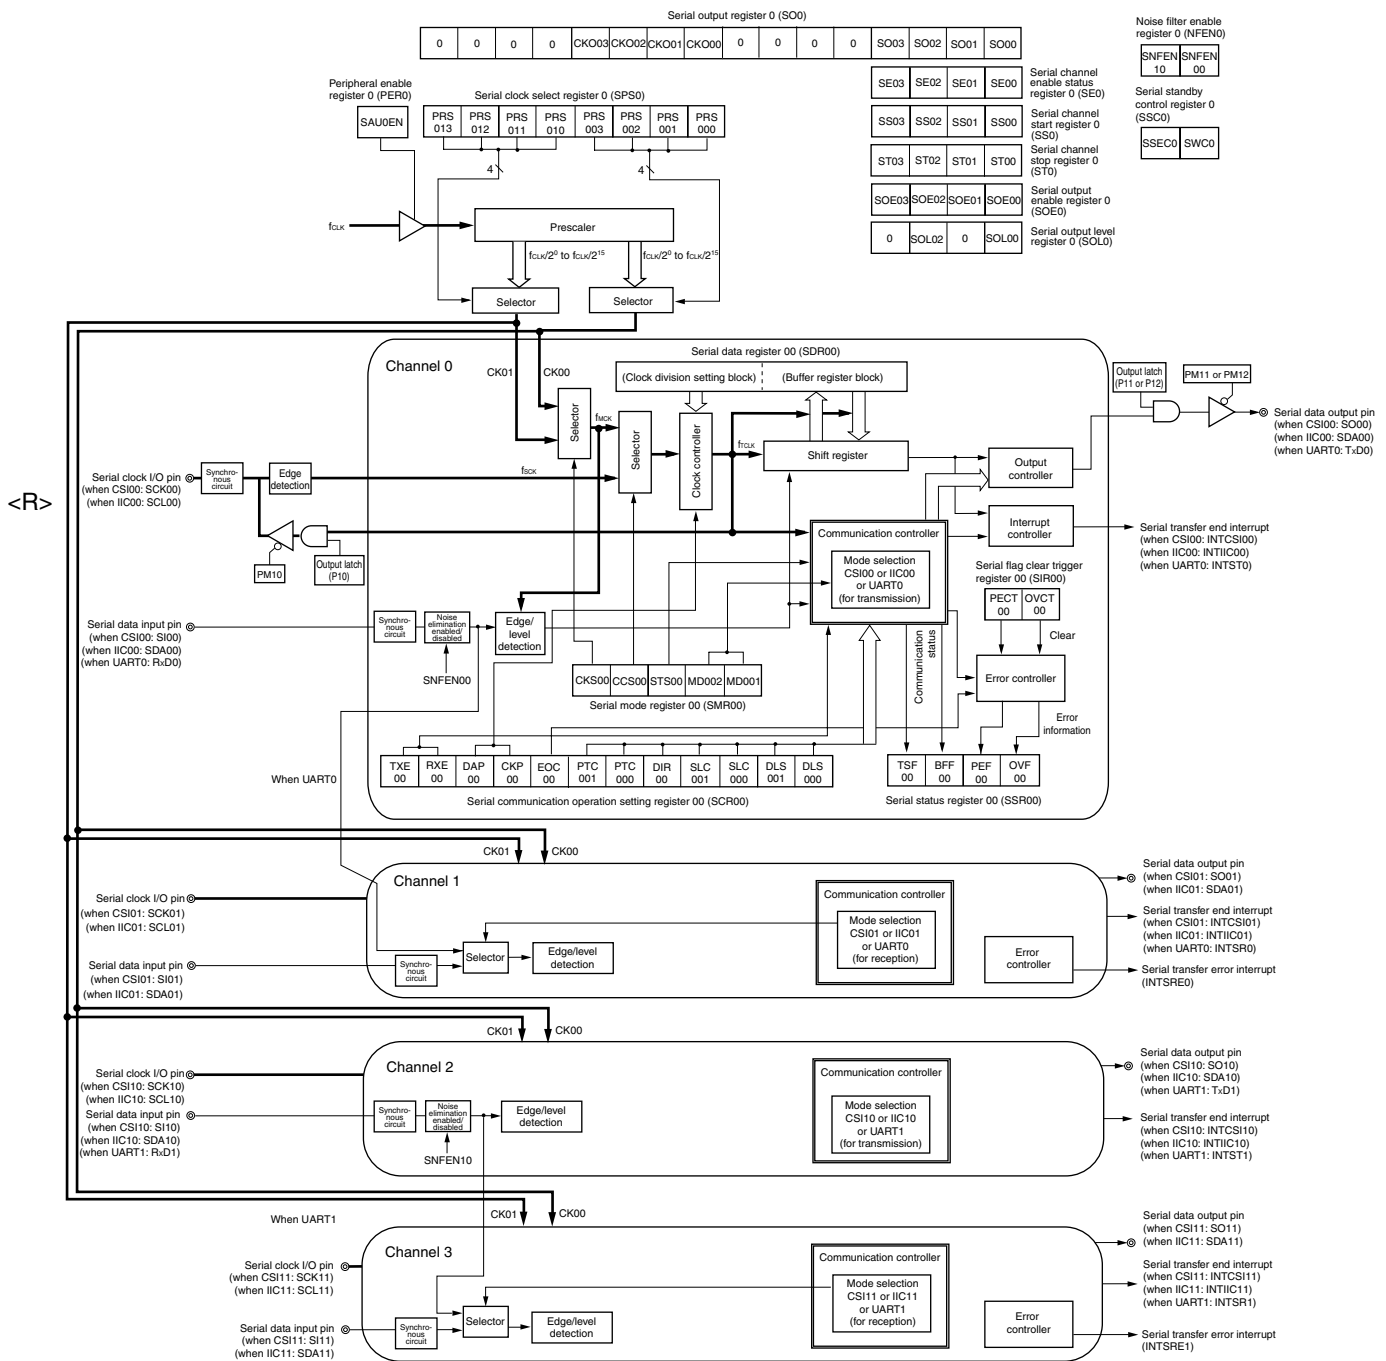 Serial output register 0 (SO0)
0 0 0 0 CKO03 CKO02 CKO01 CKO00 0 0 0 0 SO03 SO02 SO01 SO00
Noise filter enable
register 0 (NFEN0)
SNFEN
10
SNFEN
00
Peripheral enable
register 0 (PER0)
SAU0EN
Serial clock select register 0 (SPS0)
PRS
013
PRS
012
PRS
011
PRS
010
PRS
003
PRS
002
PRS
001
PRS
000
4
4
SE03 SE02 SE01 SE00
Serial channel
enable status
register 0 (SE0)
SS03 SS02 SS01 SS00
Serial channel
start register 0
(SS0)
ST03 ST02 ST01 ST00
Serial channel
stop register 0
(ST0)
SOE03 SOE02 SOE01 SOE00
Serial output
enable register 0
(SOE0)
0 SOL02 0 SOL00
Serial output level
register 0 (SOL0)
Serial standby
control register 0
(SSC0)
SSEC0 SWC0
fCLK
Prescaler
fCLK/2⁰ to fCLK/2¹⁵
fCLK/2⁰ to fCLK/2¹⁵
Selector
Selector
<R>
Channel 0
CK01
CK00
Serial data register 00 (SDR00)
(Clock division setting block)
(Buffer register block)
Selector
fMCK
Selector
Clock controller
fTCLK
Shift register
Output
controller
Interrupt
controller
Output latch
(P11 or P12)
PM11 or PM12
Serial data output pin
(when CSI00: SO00)
(when IIC00: SDA00)
(when UART0: TxD0)
Serial clock I/O pin
(when CSI00: SCK00)
(when IIC00: SCL00)
Synchro-
nous
circuit
Edge
detection
fSCK
PM10
Output latch
(P10)
Communication controller
Mode selection
CSI00 or IIC00
or UART0
(for transmission)
Serial transfer end interrupt
(when CSI00: INTCSI00)
(when IIC00: INTIIC00)
(when UART0: INTST0)
Serial flag clear trigger
register 00 (SIR00)
PECT
00
OVCT
00
Clear
Error controller
Error
information
Communication
status
Serial data input pin
(when CSI00: SI00)
(when IIC00: SDA00)
(when UART0: RxD0)
Synchro-
nous
circuit
Noise
elimination
enabled/
disabled
SNFEN00
Edge/
level
detection
CKS00 CCS00 STS00 MD002 MD001
Serial mode register 00 (SMR00)
When UART0
TXE
00
RXE
00
DAP
00
CKP
00
EOC
00
PTC
001
PTC
000
DIR
00
SLC
001
SLC
000
DLS
001
DLS
000
Serial communication operation setting register 00 (SCR00)
TSF
00
BFF
00
PEF
00
OVF
00
Serial status register 00 (SSR00)
CK01
CK00
Channel 1
Serial clock I/O pin
(when CSI01: SCK01)
(when IIC01: SCL01)
Serial data input pin
(when CSI01: SI01)
(when IIC01: SDA01)
Synchro-
nous
circuit
Selector
Edge/level
detection
Communication controller
Mode selection
CSI01 or IIC01
or UART0
(for reception)
Error
controller
Serial data output pin
(when CSI01: SO01)
(when IIC01: SDA01)
Serial transfer end interrupt
(when CSI01: INTCSI01)
(when IIC01: INTIIC01)
(when UART0: INTSR0)
Serial transfer error interrupt
(INTSRE0)
CK01
CK00
Channel 2
Serial clock I/O pin
(when CSI10: SCK10)
(when IIC10: SCL10)
Serial data input pin
(when CSI10: SI10)
(when IIC10: SDA10)
(when UART1: RxD1)
Synchro-
nous
circuit
Noise
elimination
enabled/
disabled
SNFEN10
Edge/level
detection
Communication controller
Mode selection
CSI10 or IIC10
or UART1
(for transmission)
Serial data output pin
(when CSI10: SO10)
(when IIC10: SDA10)
(when UART1: TxD1)
Serial transfer end interrupt
(when CSI10: INTCSI10)
(when IIC10: INTIIC10)
(when UART1: INTST1)
When UART1
CK01
CK00
Channel 3
Serial clock I/O pin
(when CSI11: SCK11)
(when IIC11: SCL11)
Serial data input pin
(when CSI11: SI11)
(when IIC11: SDA11)
Synchro-
nous
circuit
Selector
Edge/level
detection
Communication controller
Mode selection
CSI11 or IIC11
or UART1
(for reception)
Error
controller
Serial data output pin
(when CSI11: SO11)
(when IIC11: SDA11)
Serial transfer end interrupt
(when CSI11: INTCSI11)
(when IIC11: INTIIC11)
(when UART1: INTSR1)
Serial transfer error interrupt
(INTSRE1)